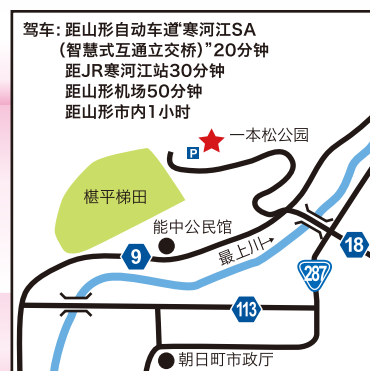 驾车：距山形自动车道“寒河江SA
（智慧式互通立交桥）”20分钟
距JR寒河江站30分钟
距山形机场50分钟
距山形市内1小时
P
一本松公园
椹平梯田
能中公民馆
最上川→
9
18
287
113
朝日町市政厅